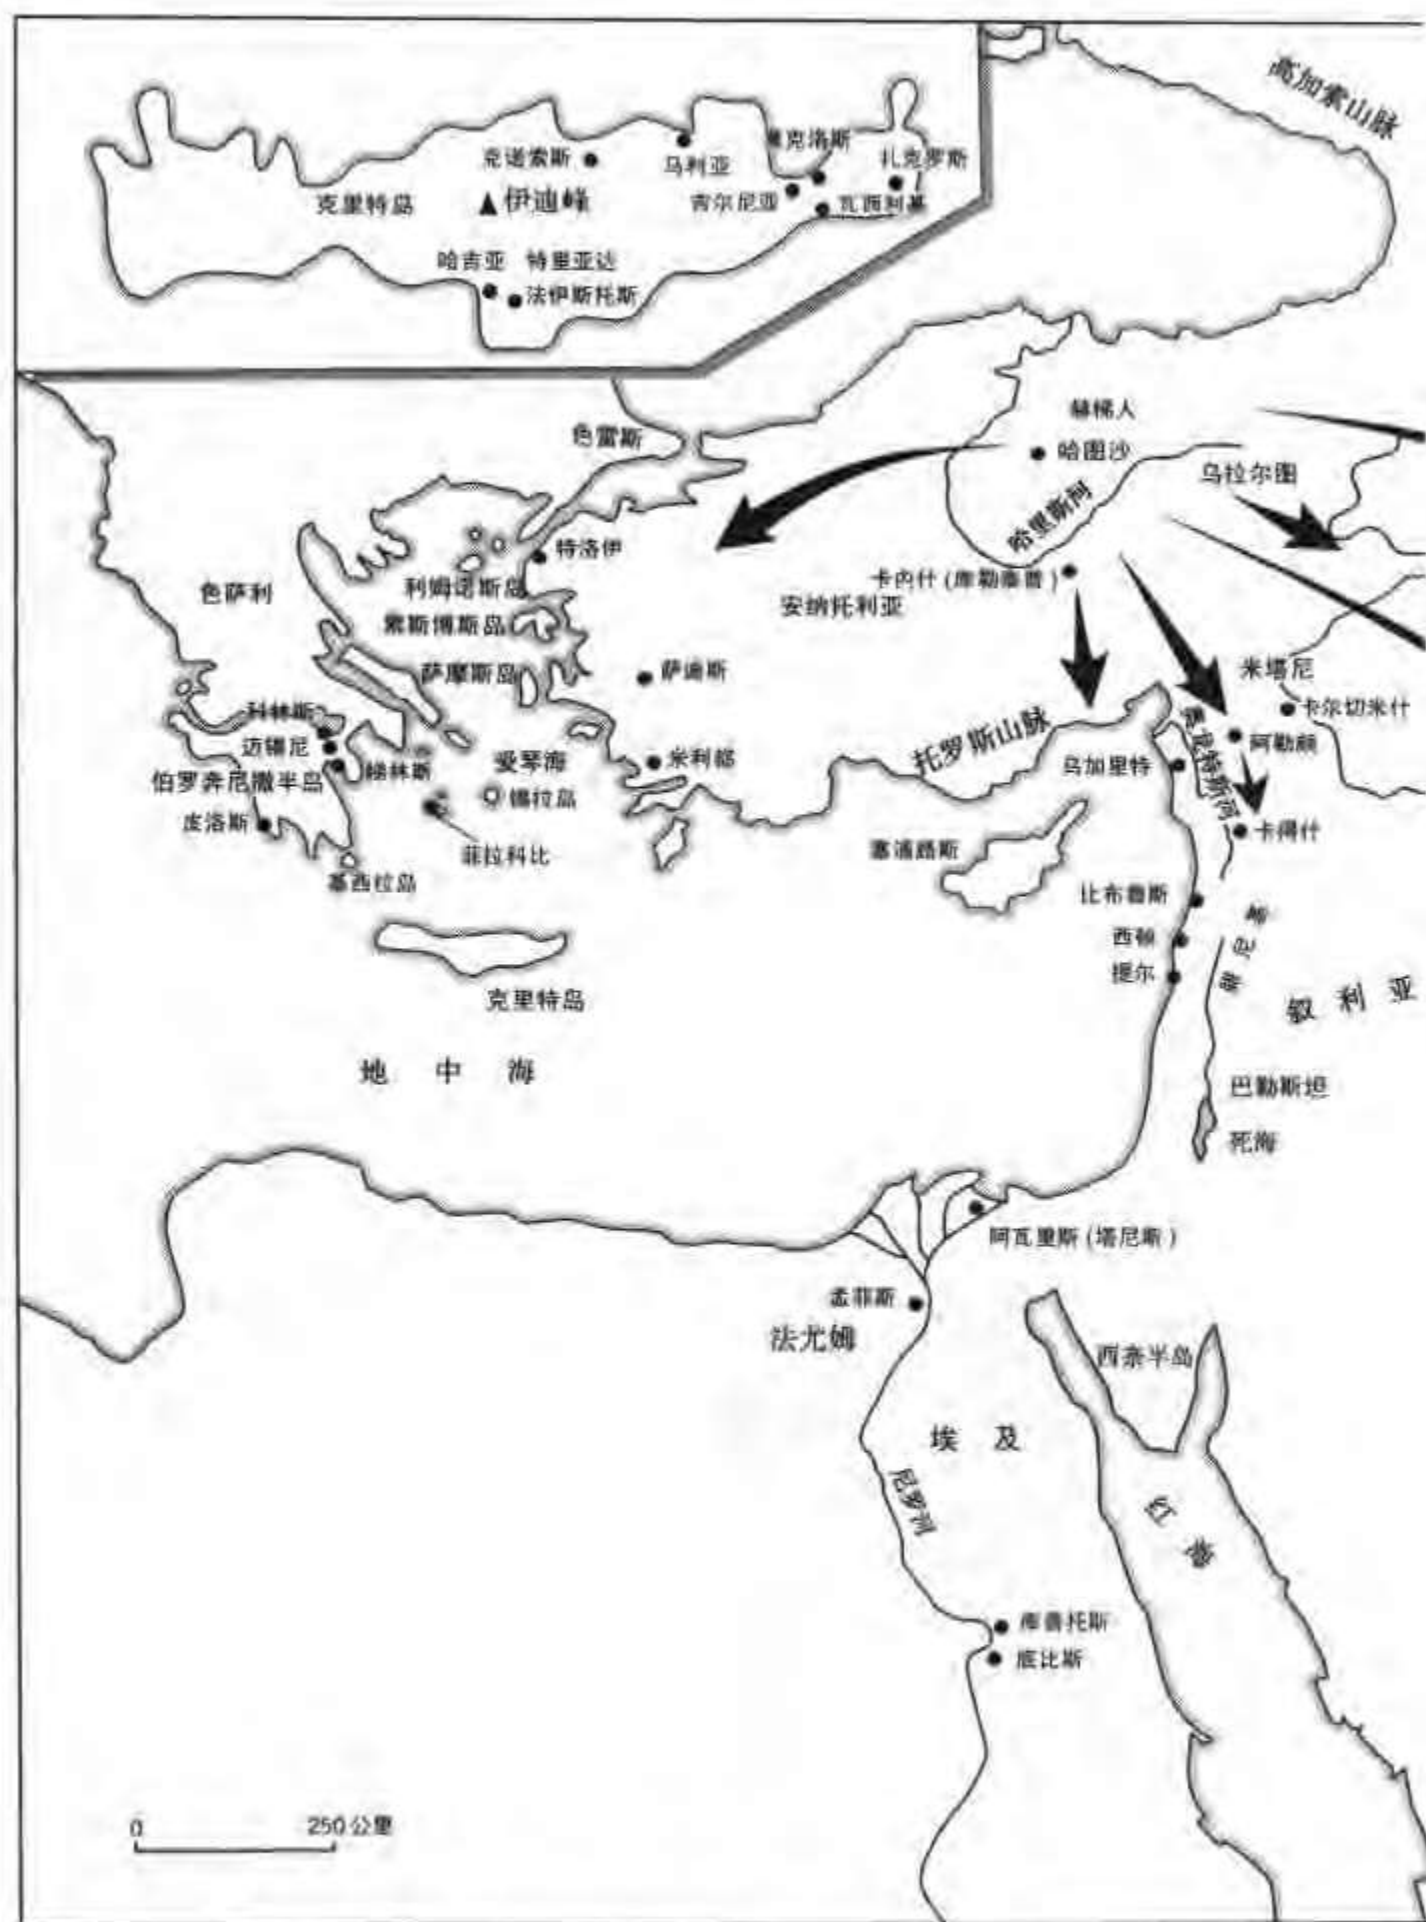 高加索山脉
克洛斯
克诺索斯
马利亚
扎克罗斯
克里特岛
伊迪峰
吉尔尼亚
瓦西利基
哈吉亚 特里亚达
法伊斯托斯
赫梯人
色雷斯
哈图沙
乌拉尔图
哈里斯河
特洛伊
卡内什(库勒塞普)
色萨利
利姆诺斯岛
安纳托利亚
索斯博斯岛
萨摩斯岛
萨迪斯
米塔尼
卡尔切米什
科林斯
托罗斯山脉
阿勒颇
迈锡尼
爱琴海
米利都
乌加里特
伯罗奔尼撒半岛
梯林斯
锡拉岛
龙特斯河
皮洛斯
卡得什
菲拉科比
塞浦路斯
基西拉岛
比布鲁斯
西顿
提尔
克里特岛
叙利亚
地中海
巴勒斯坦
死海
阿瓦里斯(塔尼斯)
孟菲斯
法尤姆
西奈半岛
埃及
尼罗河
红海
库普托斯
底比斯
0 250公里